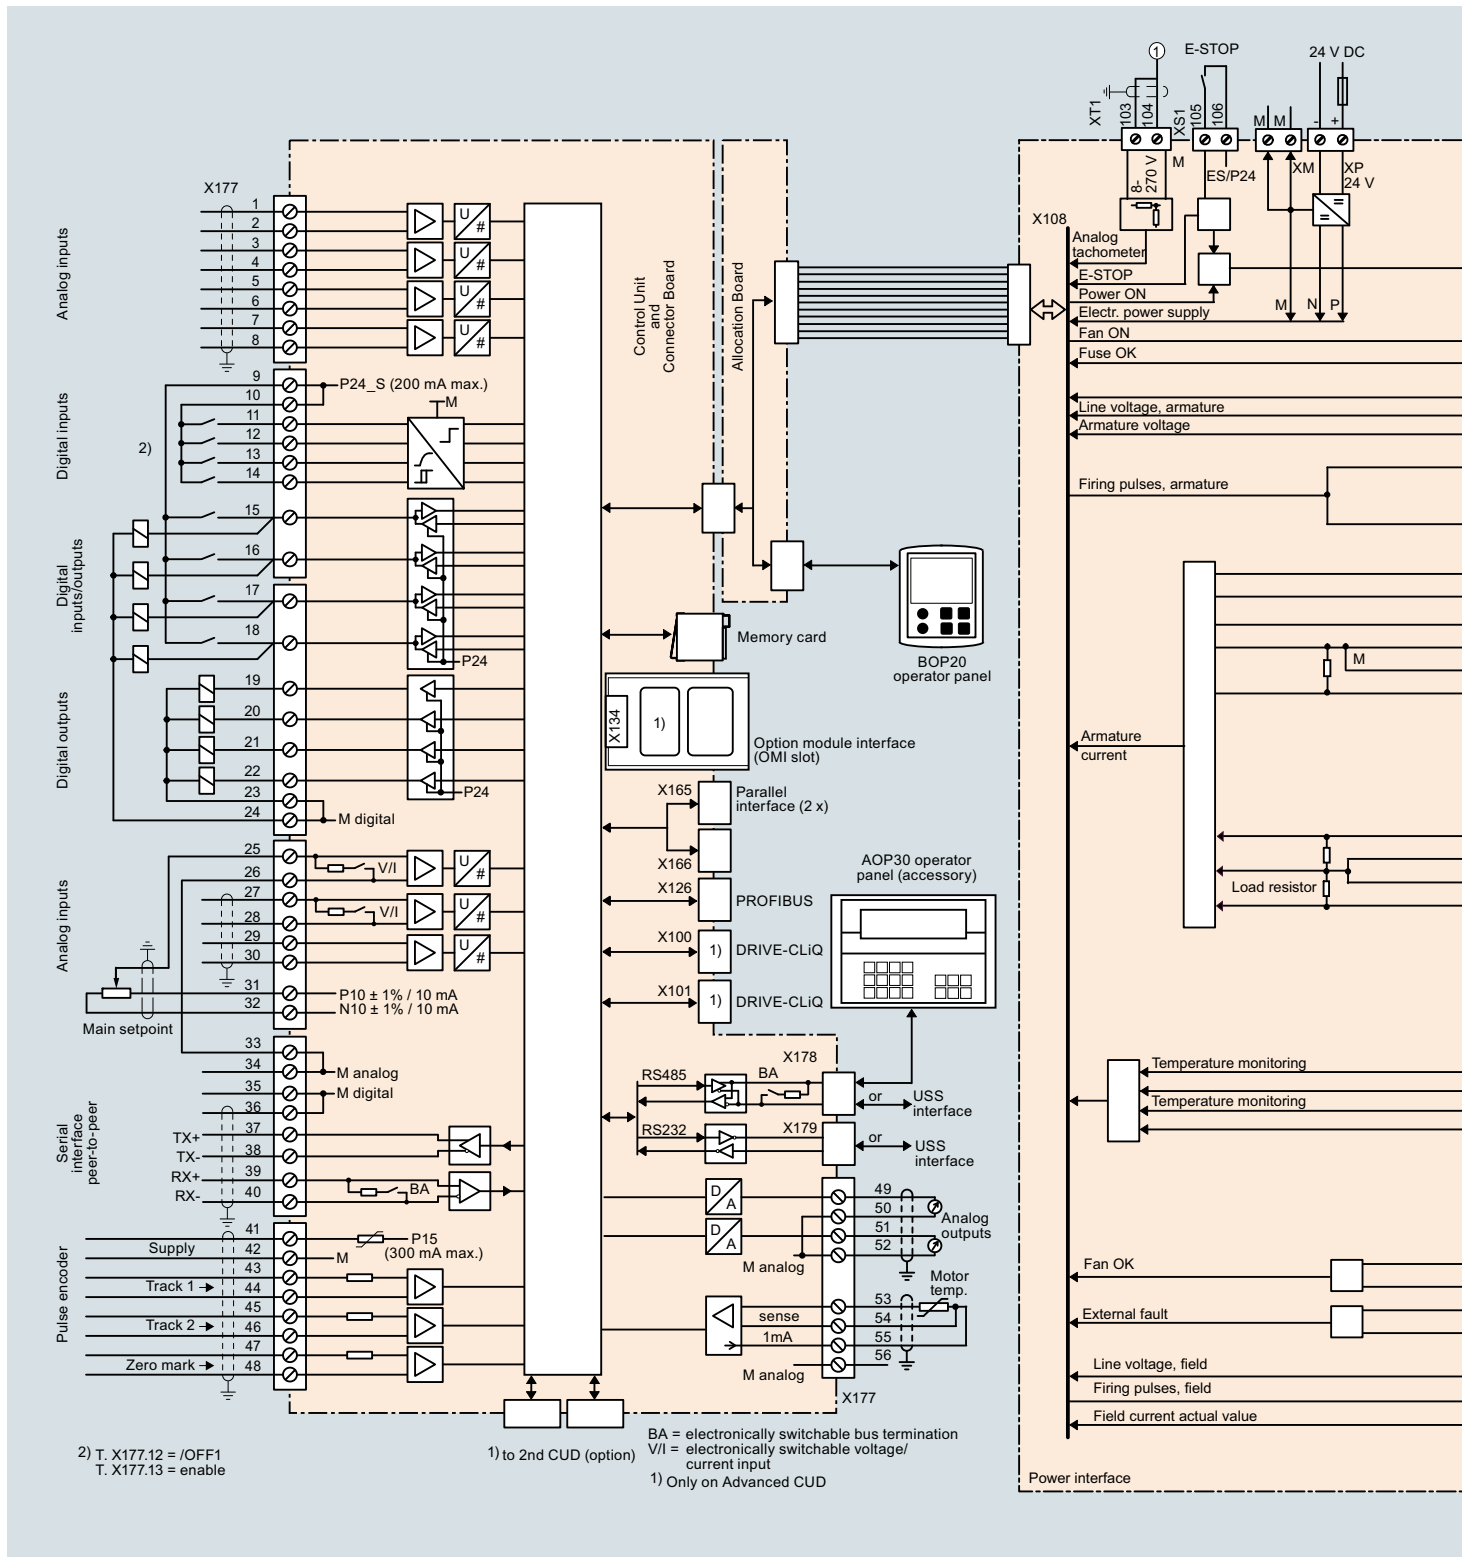 1
E-STOP
24 V DC
XT1
103
104
XS1
105
106
M M
- +
M
8-
270 V
ES/P24
XM
XP
24 V
X108
Analog
tachometer
E-STOP
Power ON
Electr. power supply
M N P
Fan ON
Fuse OK
Line voltage, armature
Armature voltage
Firing pulses, armature
M
Armature
current
Load resistor
Temperature monitoring
Temperature monitoring
Fan OK
External fault
Line voltage, field
Firing pulses, field
Field current actual value
Power interface
Control Unit
and
Connector Board
Allocation Board
X177
Analog inputs
1
2
3
4
5
6
7
8
U
#
U
#
U
#
U
#
Digital inputs
2)
9
10
11
12
13
14
P24_S (200 mA max.)
M
Digital
inputs/outputs
15
16
17
18
P24
Digital outputs
19
20
21
22
23
24
P24
M digital
Analog inputs
25
26
27
28
29
30
31
32
V/I
V/I
U
#
U
#
U
#
P10 ± 1% / 10 mA
N10 ± 1% / 10 mA
Main setpoint
Serial
interface
peer-to-peer
33
34
35
36
37
38
39
40
M analog
M digital
TX+
TX-
RX+
RX-
BA
Pulse encoder
41
42
43
44
45
46
47
48
Supply
Track 1
Track 2
Zero mark
P15
(300 mA max.)
M
Memory card
BOP20
operator panel
X134
1)
Option module interface
(OMI slot)
X165
Parallel
interface (2 x)
X166
X126
PROFIBUS
X100
1)
DRIVE-CLiQ
X101
1)
DRIVE-CLiQ
AOP30 operator
panel (accessory)
X178
RS485
BA
or
USS
interface
RS232
X179
or
USS
interface
D
A
D
A
49
50
51
52
Analog
outputs
M analog
Motor
temp.
53
54
55
56
sense
1mA
M analog
X177
2) T. X177.12 = /OFF1
T. X177.13 = enable
1) to 2nd CUD (option)
BA = electronically switchable bus termination
V/I = electronically switchable voltage/
current input
1) Only on Advanced CUD